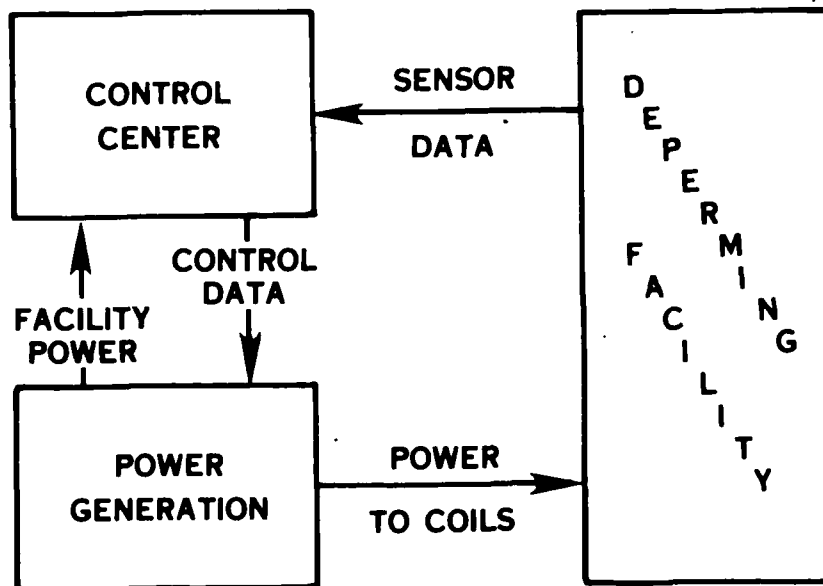 CONTROL
CENTER
SENSOR
DATA
DEPERMING
FACILITY
FACILITY
POWER
CONTROL
DATA
POWER
GENERATION
POWER
TO COILS